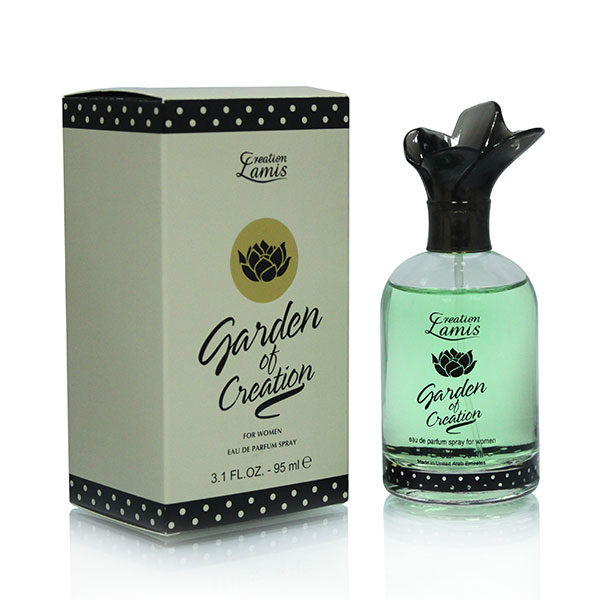 Creation
Lamis
Garden
of
Creation
FOR WOMEN
EAU DE PARFUM SPRAY
3.1 FL.OZ. - 95 ml ℮
Creation
Lamis
Garden
of
Creation
eau de parfum spray for women
Made in United Arab Emirates